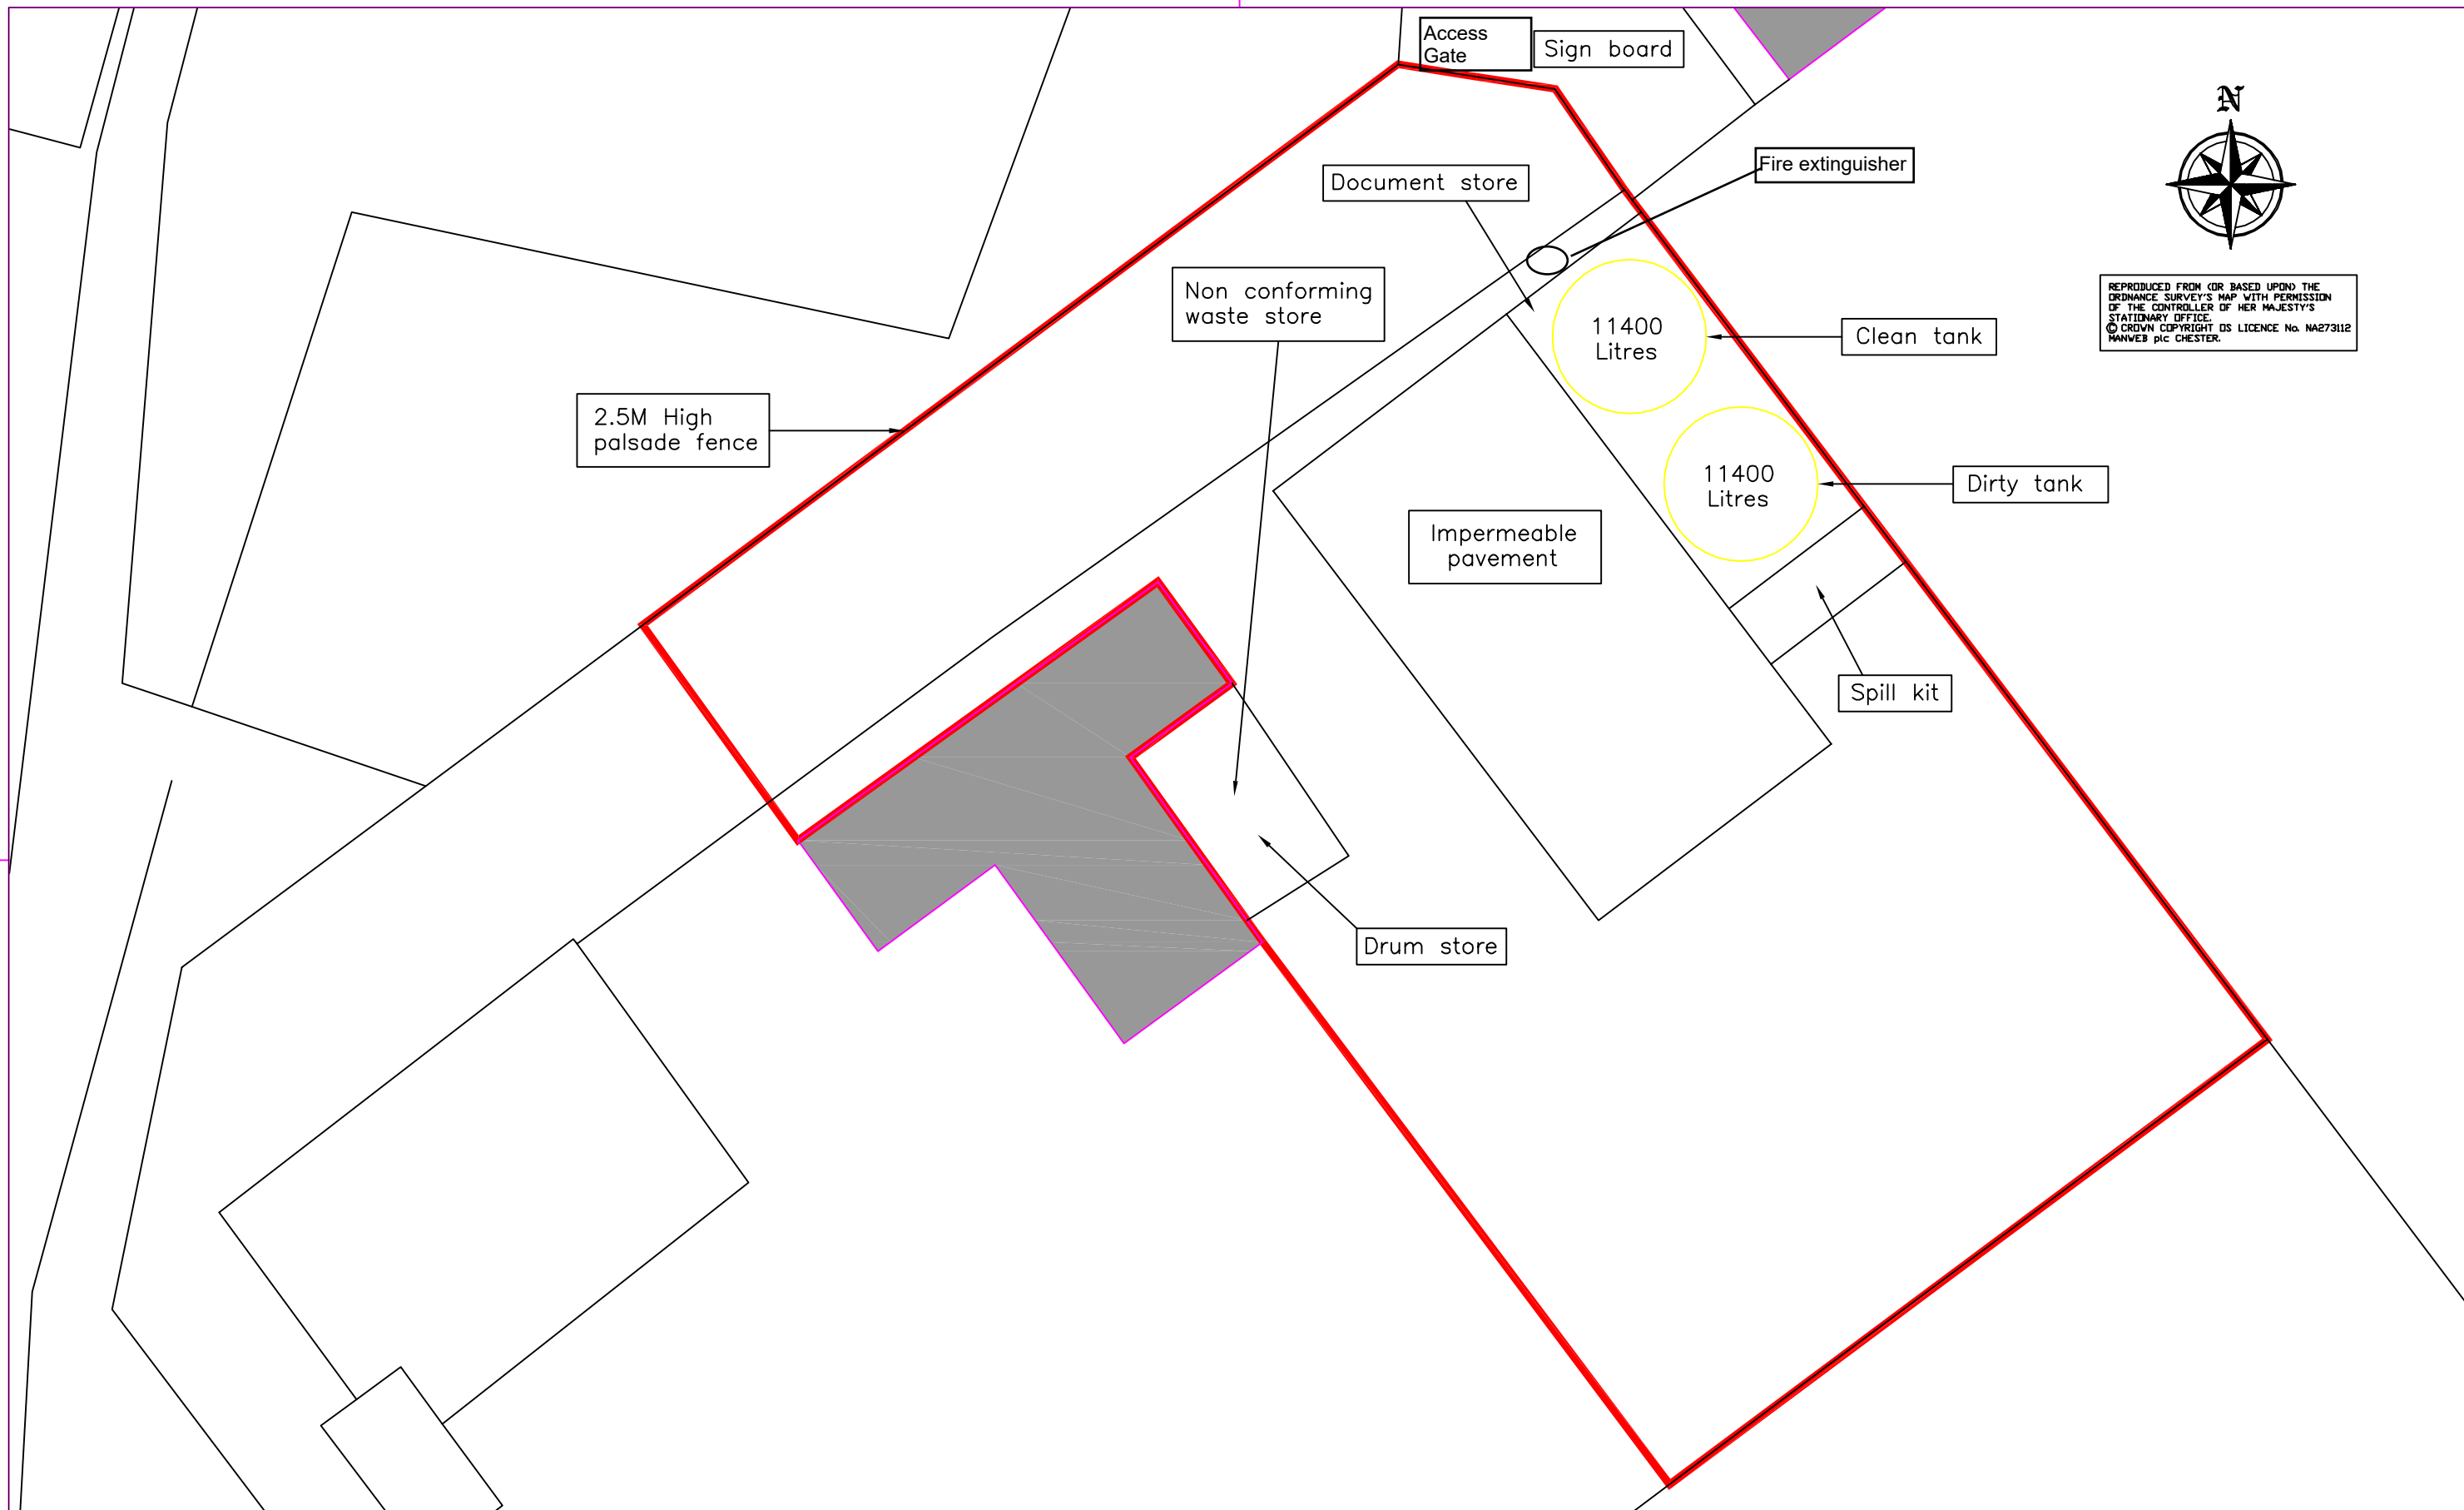 Access
Gate
Sign board
N
Document store
Fire extinguisher
Non conforming
waste store
REPRODUCED FROM (OR BASED UPON) THE
ORDNANCE SURVEY'S MAP WITH PERMISSION
OF THE CONTROLLER OF HER MAJESTY'S
STATIONARY OFFICE.
© CROWN COPYRIGHT OS LICENCE No. NA273112
MANWEB plc CHESTER.
11400
Litres
Clean tank
2.5M High
palsade fence
11400
Litres
Dirty tank
Impermeable
pavement
Spill kit
Drum store